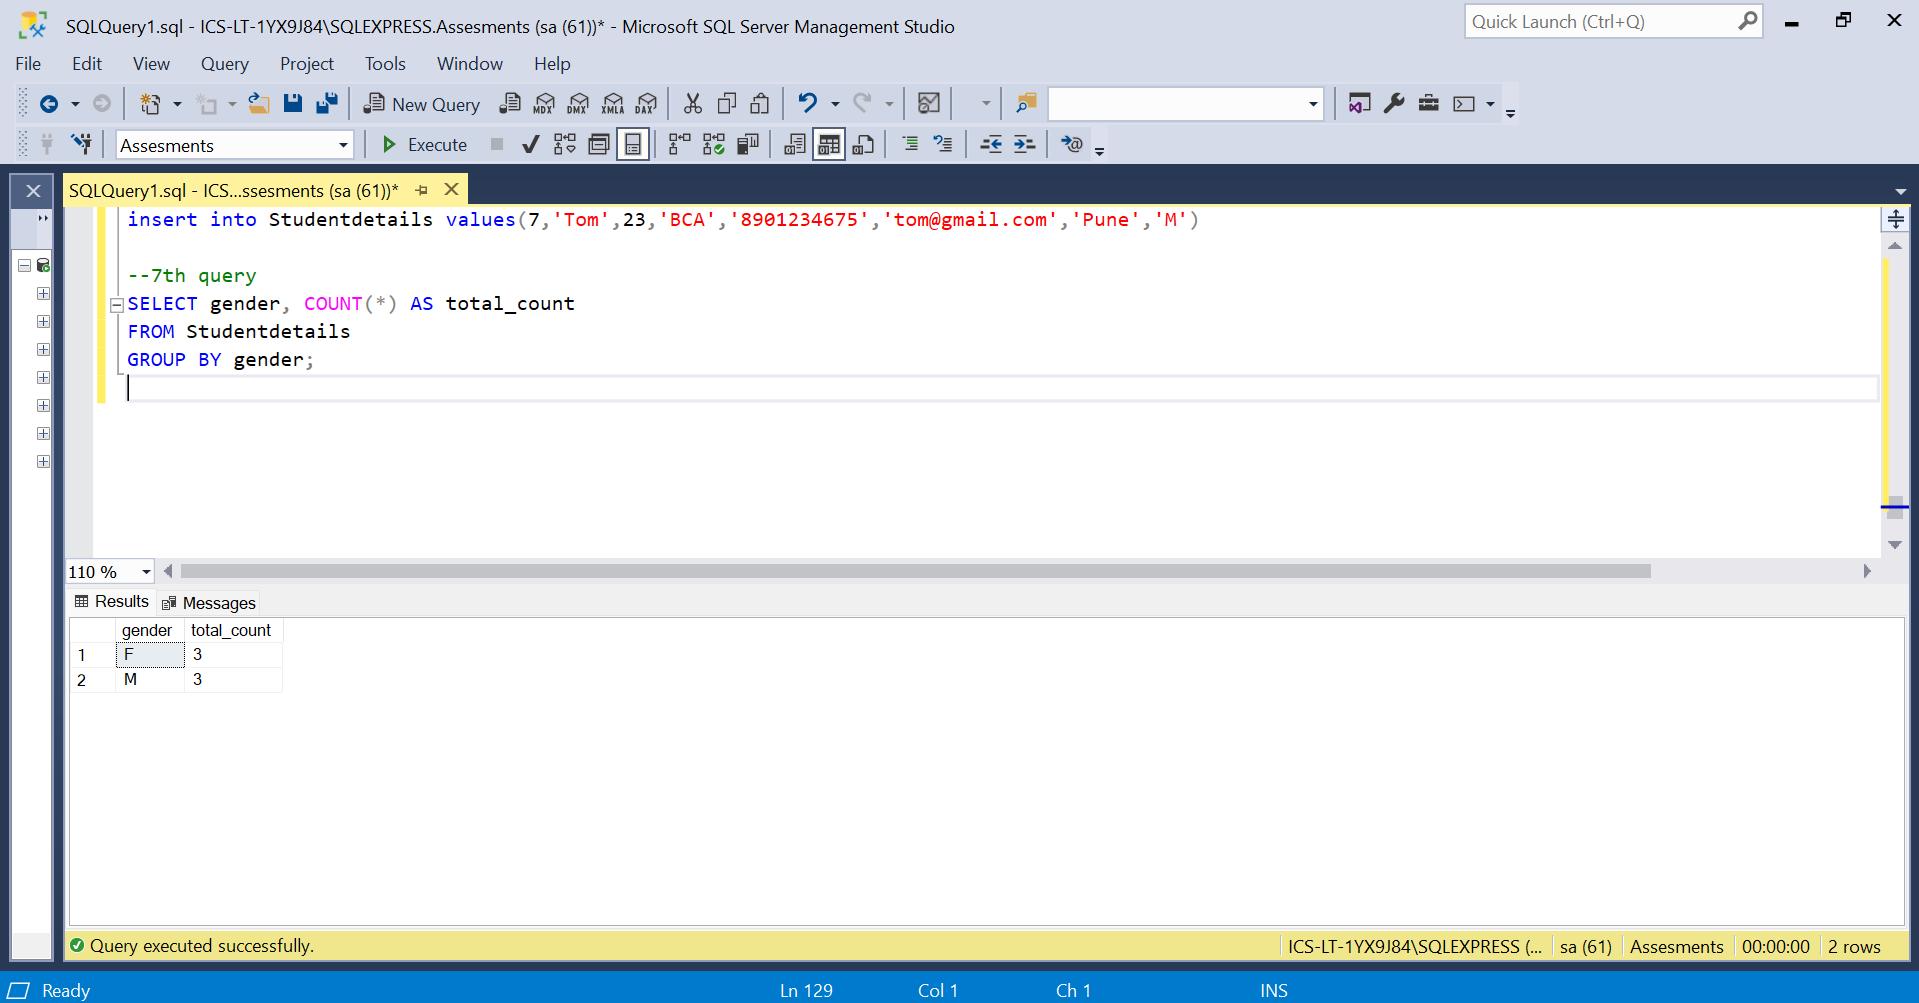 SQLQuery1.sql - ICS-LT-1YX9J84\SQLEXPRESS.Assesments (sa (61))* - Microsoft SQL Server Management Studio
Quick Launch (Ctrl+Q)
File Edit View Query Project Tools Window Help
New Query MDX DMX XMLA DAX
Assesments Execute
SQLQuery1.sql - ICS...ssesments (sa (61))*
insert into Studentdetails values(7,'Tom',23,'BCA','8901234675','tom@gmail.com','Pune','M')
--7th query
SELECT gender, COUNT(*) AS total_count
FROM Studentdetails
GROUP BY gender;
110 %
Results Messages
gender total_count
1 F 3
2 M 3
Query executed successfully. ICS-LT-1YX9J84\SQLEXPRESS (... sa (61) Assesments 00:00:00 2 rows
Ready Ln 129 Col 1 Ch 1 INS